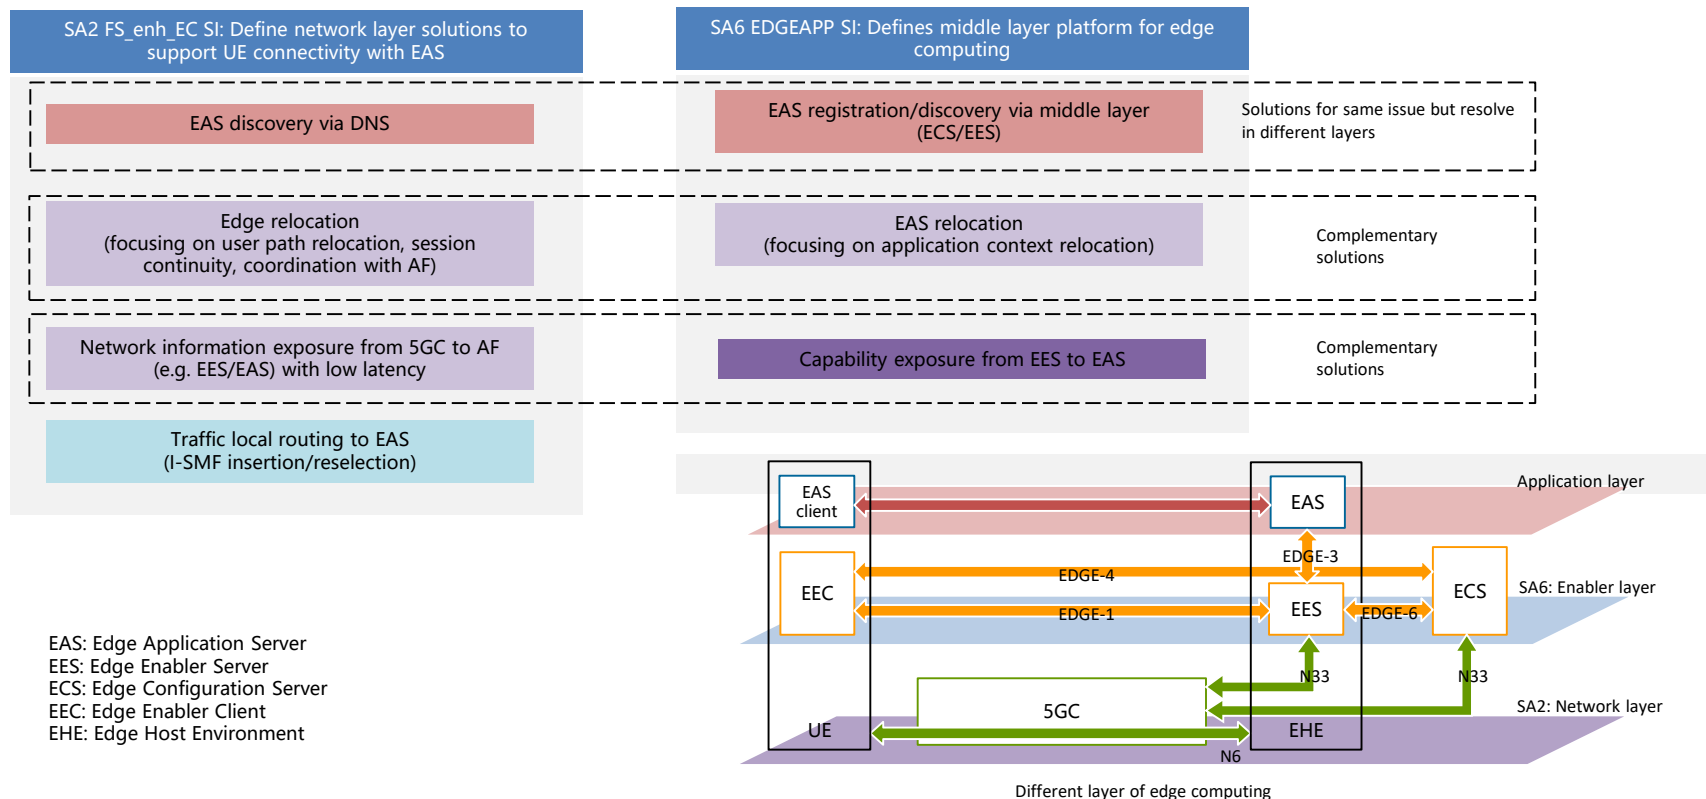 SA2 FS_enh_EC SI: Define network layer solutions to
support UE connectivity with EAS
SA6 EDGEAPP SI: Defines middle layer platform for edge
computing
EAS discovery via DNS
EAS registration/discovery via middle layer
(ECS/EES)
Solutions for same issue but resolve
in different layers
Edge relocation
(focusing on user path relocation, session
continuity, coordination with AF)
EAS relocation
(focusing on application context relocation)
Complementary
solutions
Network information exposure from 5GC to AF
(e.g. EES/EAS) with low latency
Capability exposure from EES to EAS
Complementary
solutions
Traffic local routing to EAS
(I-SMF insertion/reselection)
EAS: Edge Application Server
EES: Edge Enabler Server
ECS: Edge Configuration Server
EEC: Edge Enabler Client
EHE: Edge Host Environment
Application layer
EAS
client
EAS
EDGE-3
EDGE-4
EEC
EES
ECS
SA6: Enabler layer
EDGE-1
EDGE-6
N33
N33
5GC
SA2: Network layer
UE
EHE
N6
Different layer of edge computing